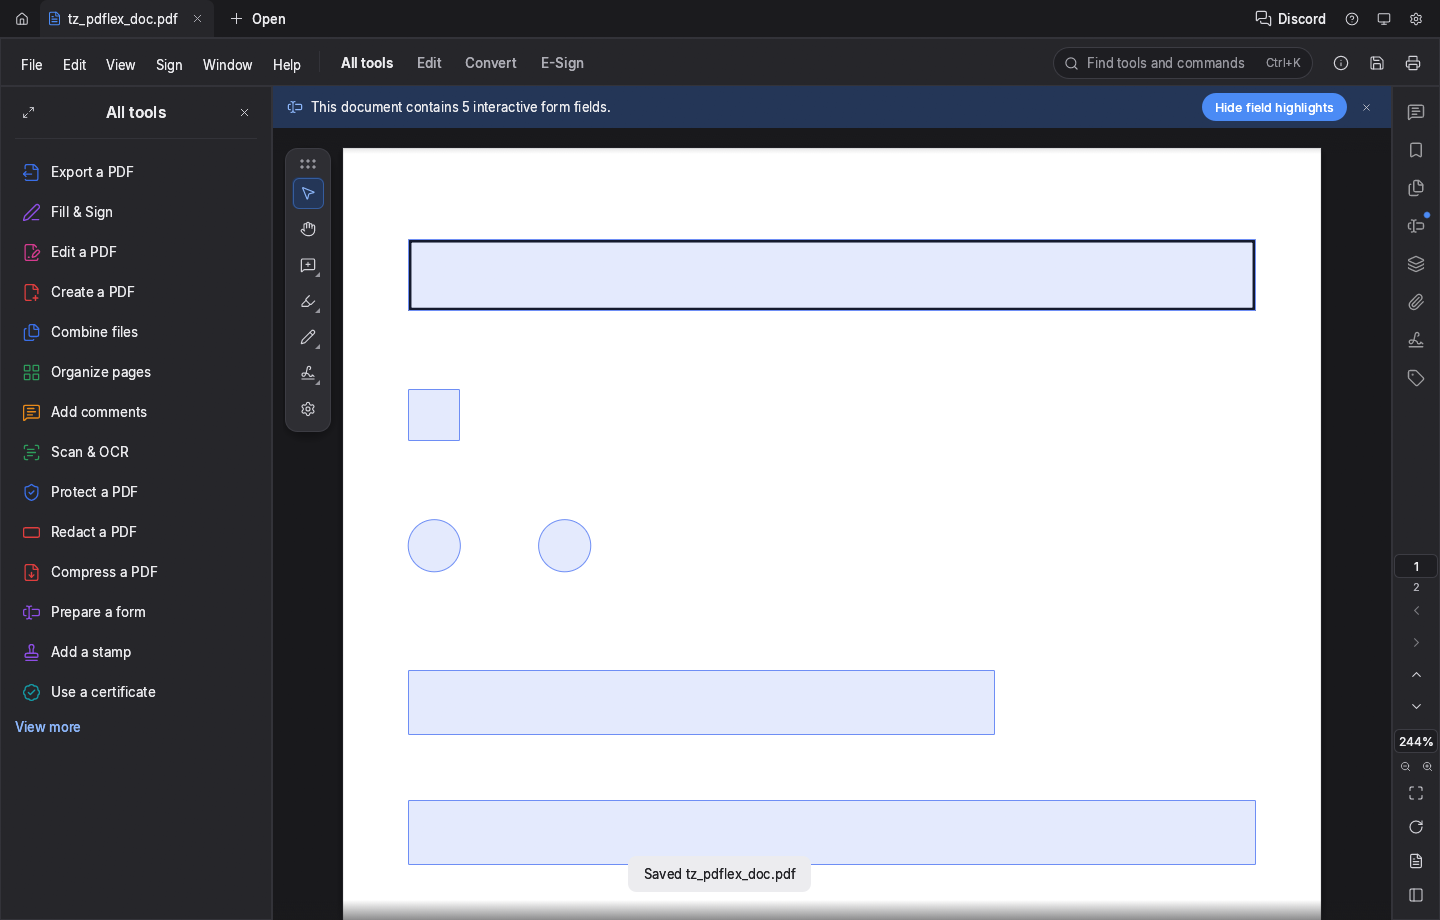 tz_pdflex_doc.pdf
Open
Discord
File Edit View Sign Window Help
All tools Edit Convert E-Sign
Find tools and commands Ctrl+K
All tools
This document contains 5 interactive form fields.
Hide field highlights
Export a PDF
Fill & Sign
Edit a PDF
Create a PDF
Combine files
Organize pages
Add comments
Scan & OCR
Protect a PDF
Redact a PDF
Compress a PDF
Prepare a form
Add a stamp
Use a certificate
View more
1
2
244%
Saved tz_pdflex_doc.pdf